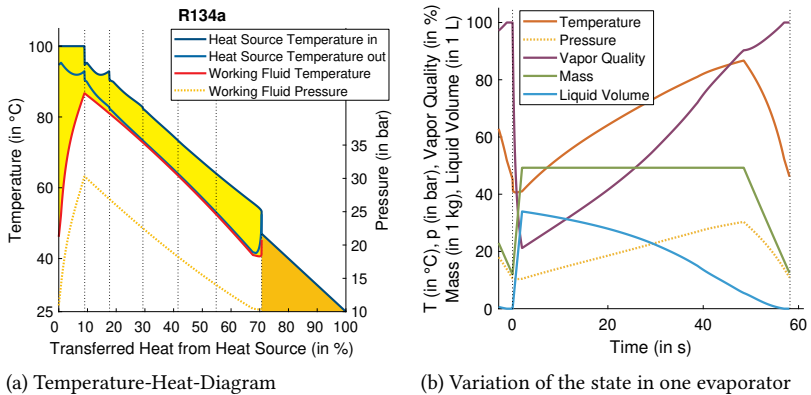 R134a
Heat Source Temperature in
Heat Source Temperature out
Working Fluid Temperature
Working Fluid Pressure
Temperature (in °C)
100
80
60
40
25
Pressure (in bar)
35
30
25
20
15
10
0
10
20
30
40
50
60
70
80
90
100
Transferred Heat from Heat Source (in %)
(a) Temperature-Heat-Diagram
T (in °C), p (in bar), Vapor Quality (in %)
Mass (in 1 kg), Liquid Volume (in 1 L)
100
80
60
40
20
0
Temperature
Pressure
Vapor Quality
Mass
Liquid Volume
0
20
40
60
Time (in s)
(b) Variation of the state in one evaporator